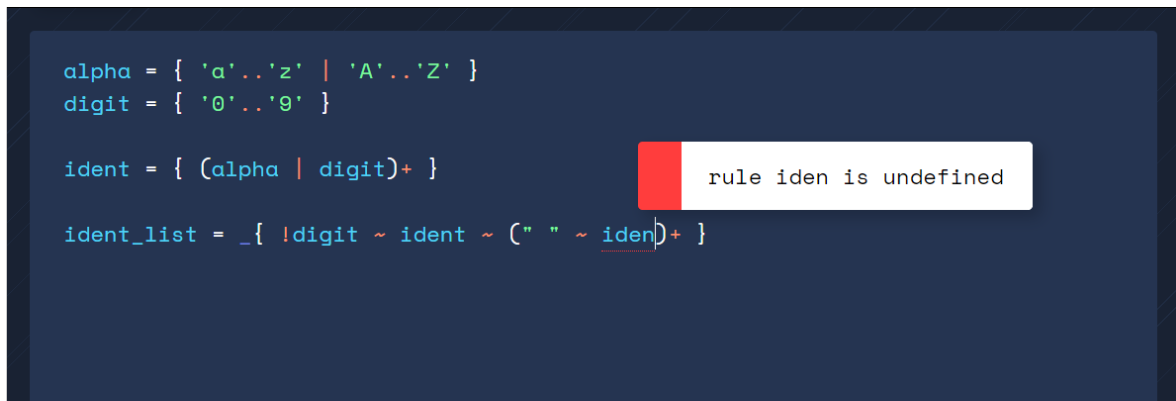 alpha = { 'a'..'z' | 'A'..'Z' }
digit = { '0'..'9' }
ident = { (alpha | digit)+ }
rule iden is undefined
ident_list = _{ !digit ~ ident ~ (" " ~ iden)+ }